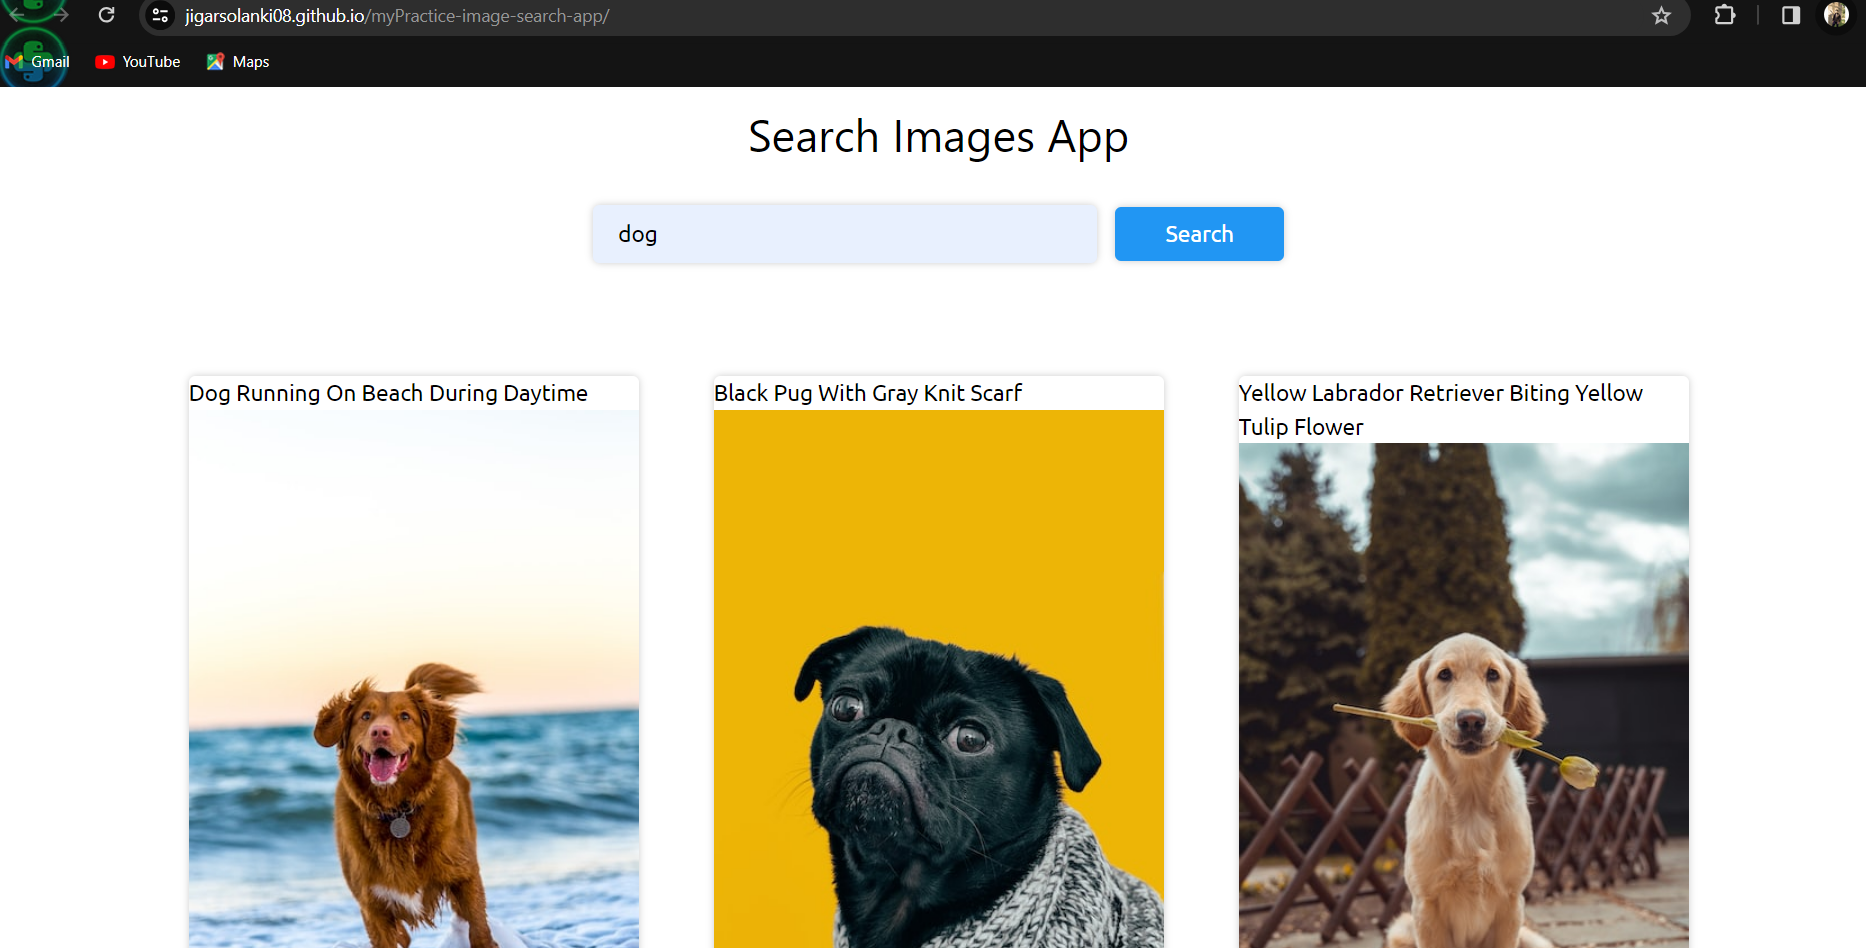 jigarsolanki08.github.io/myPractice-image-search-app/
Gmail YouTube Maps
Search Images App
dog Search
Dog Running On Beach During Daytime
Black Pug With Gray Knit Scarf
Yellow Labrador Retriever Biting Yellow
Tulip Flower